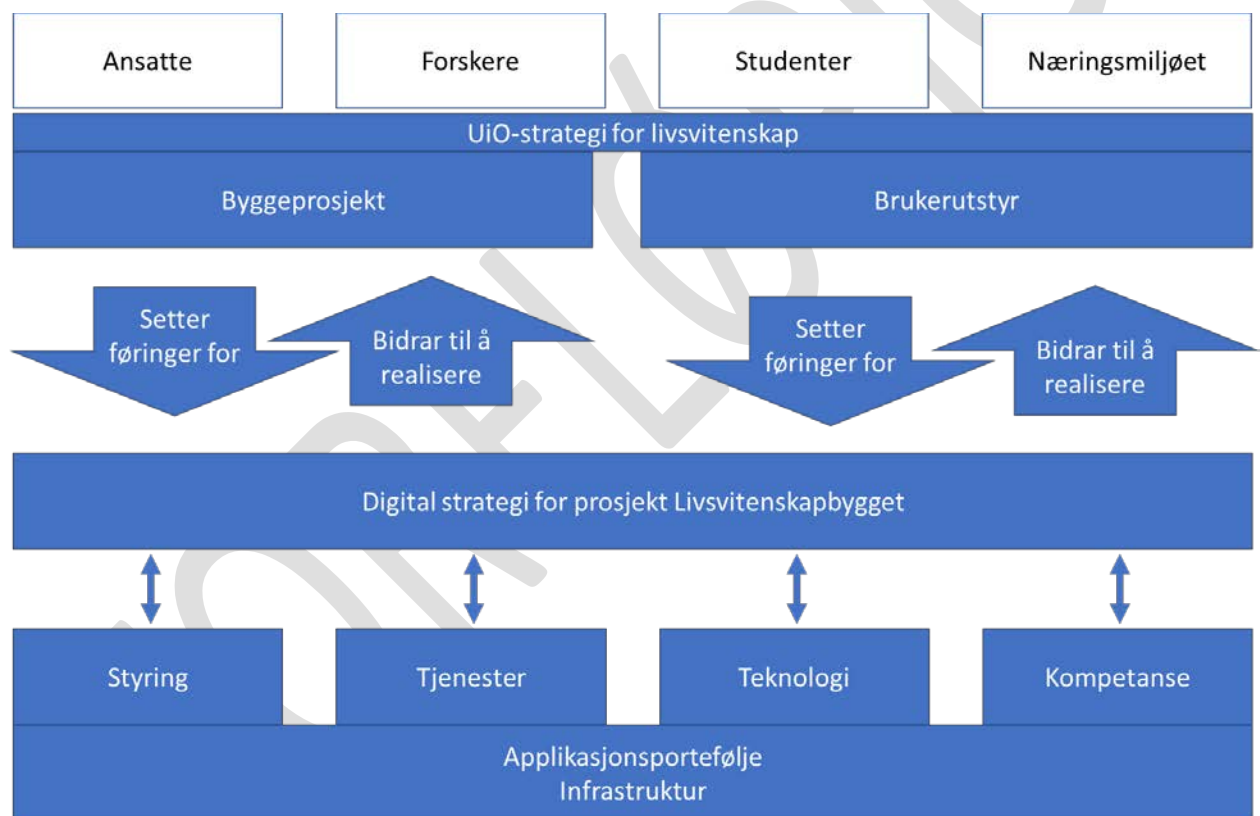 Ansatte
Forskere
Studenter
Næringsmiljøet
UiO-strategi for livsvitenskap
Byggeprosjekt
Brukerutstyr
Setter
føringer for
Bidrar til å
realisere
Setter
føringer for
Bidrar til å
realisere
Digital strategi for prosjekt Livsvitenskapbygget
Styring
Tjenester
Teknologi
Kompetanse
Applikasjonsportefølje
Infrastruktur